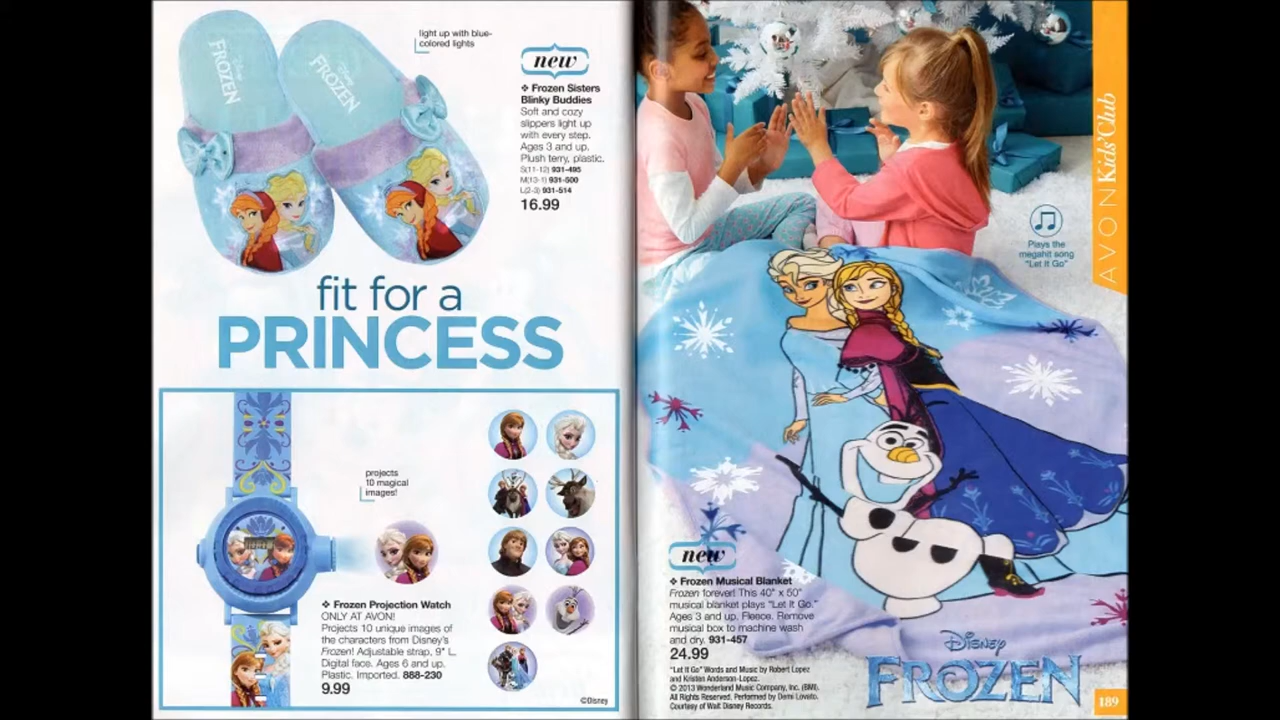 Disney
FROZEN
Disney
FROZEN
light up with blue-
colored lights
new
❖ Frozen Sisters
Blinky Buddies
Soft and cozy
slippers light up
with every step.
Ages 3 and up.
Plush terry, plastic.
S(11-12) 931-495
M(13-1) 931-500
L(2-3) 931-514
16.99
fit for a
PRINCESS
projects
10 magical
images!
❖ Frozen Projection Watch
ONLY AT AVON!
Projects 10 unique images of
the characters from Disney's
Frozen! Adjustable strap, 9" L.
Digital face. Ages 6 and up.
Plastic. Imported. 888-230
9.99
©Disney
AVON Kids' Club
Plays the
megahit song
"Let It Go"
new
❖ Frozen Musical Blanket
Frozen forever! This 40" x 50"
musical blanket plays "Let It Go."
Ages 3 and up. Fleece. Remove
musical box to machine wash
and dry. 931-457
24.99
"Let It Go" Words and Music by Robert Lopez
and Kristen Anderson-Lopez.
© 2013 Wonderland Music Company, Inc. (BMI).
All Rights Reserved. Performed by Demi Lovato.
Courtesy of Walt Disney Records.
Disney
FROZEN
189